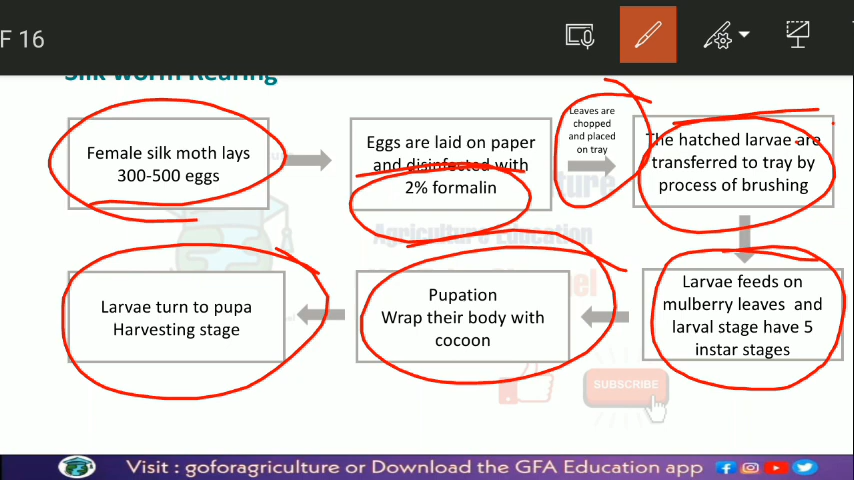 F 16
Silk Worm Rearing
Female silk moth lays
300-500 eggs
Eggs are laid on paper
and disinfected with
2% formalin
Leaves are
chopped
and placed
on tray
The hatched larvae are
transferred to tray by
process of brushing
Larvae feeds on
mulberry leaves and
larval stage have 5
instar stages
Pupation
Wrap their body with
cocoon
Larvae turn to pupa
Harvesting stage
Agriculture Education
SUBSCRIBE
Visit : goforagriculture or Download the GFA Education app